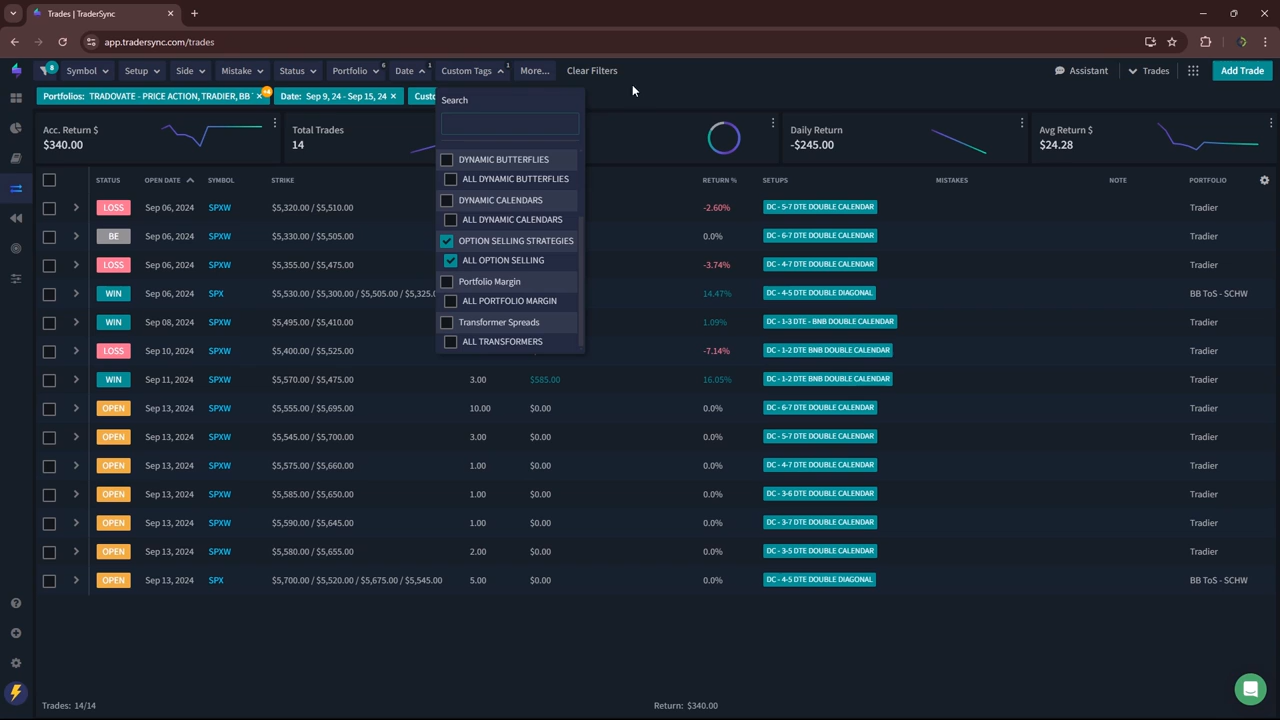 Trades | TraderSync
app.tradersync.com/trades
8 Symbol Setup Side Mistake Status Portfolio 6 Date 1 Custom Tags 1 More... Clear Filters Assistant Trades Add Trade
Portfolios: TRADOVATE - PRICE ACTION, TRADIER, BB +4 Date: Sep 9, 24 - Sep 15, 24
Search
Acc. Return $
$340.00
Total Trades
14
Daily Return
-$245.00
Avg Return $
$24.28
DYNAMIC BUTTERFLIES
ALL DYNAMIC BUTTERFLIES
DYNAMIC CALENDARS
ALL DYNAMIC CALENDARS
OPTION SELLING STRATEGIES
ALL OPTION SELLING
Portfolio Margin
ALL PORTFOLIO MARGIN
Transformer Spreads
ALL TRANSFORMERS
STATUS OPEN DATE SYMBOL STRIKE RETURN % SETUPS MISTAKES NOTE PORTFOLIO
LOSS Sep 06, 2024 SPXW $5,320.00 / $5,510.00 -2.60% DC - 5-7 DTE DOUBLE CALENDAR Tradier
BE Sep 06, 2024 SPXW $5,330.00 / $5,505.00 0.0% DC - 6-7 DTE DOUBLE CALENDAR Tradier
LOSS Sep 06, 2024 SPXW $5,355.00 / $5,475.00 -3.74% DC - 4-7 DTE DOUBLE CALENDAR Tradier
WIN Sep 06, 2024 SPX $5,530.00 / $5,300.00 / $5,505.00 / $5,325. 14.47% DC - 4-5 DTE DOUBLE DIAGONAL BB ToS - SCHW
WIN Sep 08, 2024 SPXW $5,495.00 / $5,410.00 1.09% DC - 1-3 DTE - BNB DOUBLE CALENDAR Tradier
LOSS Sep 10, 2024 SPXW $5,400.00 / $5,525.00 -7.14% DC - 1-2 DTE BNB DOUBLE CALENDAR Tradier
WIN Sep 11, 2024 SPXW $5,570.00 / $5,475.00 3.00 $585.00 16.05% DC - 1-2 DTE BNB DOUBLE CALENDAR Tradier
OPEN Sep 13, 2024 SPXW $5,555.00 / $5,695.00 10.00 $0.00 0.0% DC - 6-7 DTE DOUBLE CALENDAR Tradier
OPEN Sep 13, 2024 SPXW $5,545.00 / $5,700.00 3.00 $0.00 0.0% DC - 5-7 DTE DOUBLE CALENDAR Tradier
OPEN Sep 13, 2024 SPXW $5,575.00 / $5,660.00 1.00 $0.00 0.0% DC - 4-7 DTE DOUBLE CALENDAR Tradier
OPEN Sep 13, 2024 SPXW $5,585.00 / $5,650.00 1.00 $0.00 0.0% DC - 3-6 DTE DOUBLE CALENDAR Tradier
OPEN Sep 13, 2024 SPXW $5,590.00 / $5,645.00 1.00 $0.00 0.0% DC - 3-7 DTE DOUBLE CALENDAR Tradier
OPEN Sep 13, 2024 SPXW $5,580.00 / $5,655.00 2.00 $0.00 0.0% DC - 3-5 DTE DOUBLE CALENDAR Tradier
OPEN Sep 13, 2024 SPX $5,700.00 / $5,520.00 / $5,675.00 / $5,545.00 5.00 $0.00 0.0% DC - 4-5 DTE DOUBLE DIAGONAL BB ToS - SCHW
Trades: 14/14 Return: $340.00